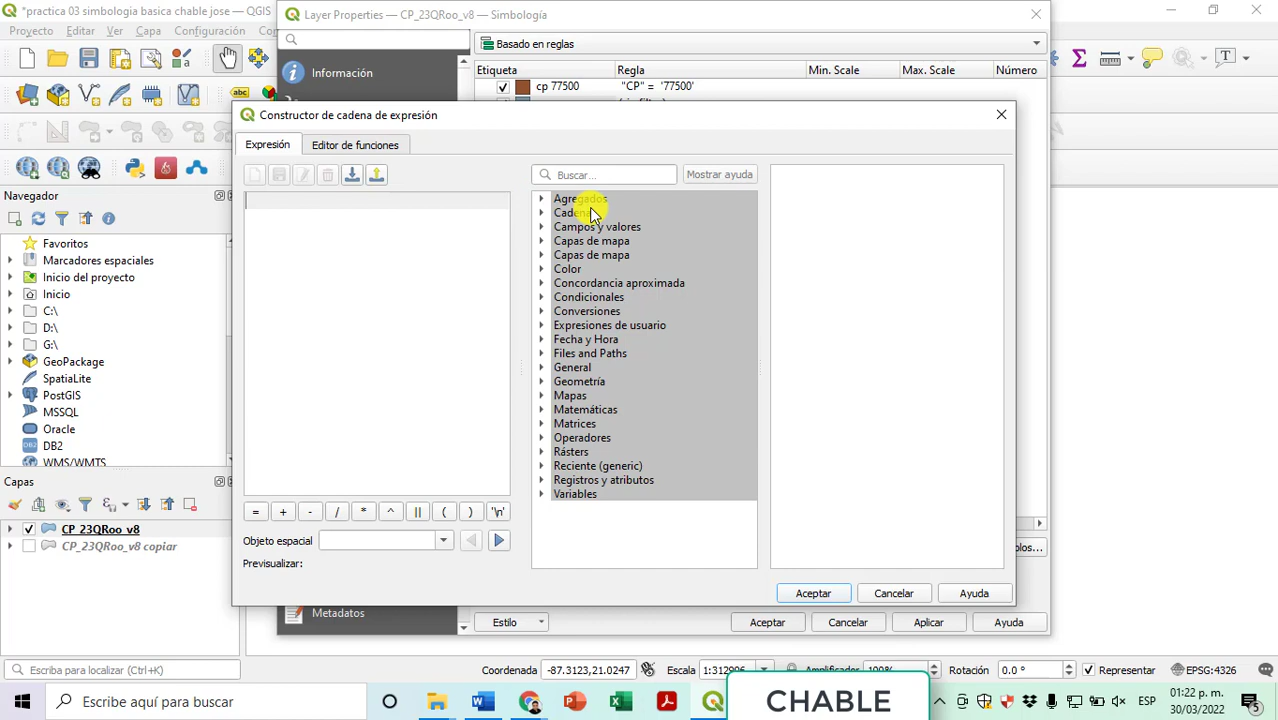 *practica 03 simbologia basica chable jose — QGIS
Layer Properties — CP_23QRoo_v8 — Simbología
Proyecto Editar Ver Capa Configuración
Información
Basado en reglas
Etiqueta Regla Min. Scale Max. Scale Número
cp 77500 "CP" = '77500'
Constructor de cadena de expresión
Expresión Editor de funciones
Buscar... Mostrar ayuda
Agregados
Cadena
Campos y valores
Capas de mapa
Capas de mapa
Color
Concordancia aproximada
Condicionales
Conversiones
Expresiones de usuario
Fecha y Hora
Files and Paths
General
Geometría
Mapas
Matemáticas
Matrices
Operadores
Rásters
Reciente (generic)
Registros y atributos
Variables
= + - / * ^ || ( ) '\n'
Objeto espacial
Previsualizar:
Aceptar Cancelar Ayuda
Navegador
Favoritos
Marcadores espaciales
Inicio del proyecto
Inicio
C:\
D:\
G:\
GeoPackage
SpatiaLite
PostGIS
MSSQL
Oracle
DB2
WMS/WMTS
Capas
CP_23QRoo_v8
CP_23QRoo_v8 copiar
Metadatos
Estilo Aceptar Cancelar Aplicar Ayuda
Escriba para localizar (Ctrl+K) Coordenada -87.3123,21.0247 Escala 1:312906 Amplificador 100% Rotación 0.0 ° Representar EPSG:4326
Escribe aquí para buscar
CHABLE
ESP
01:22 p. m.
30/03/2022
5